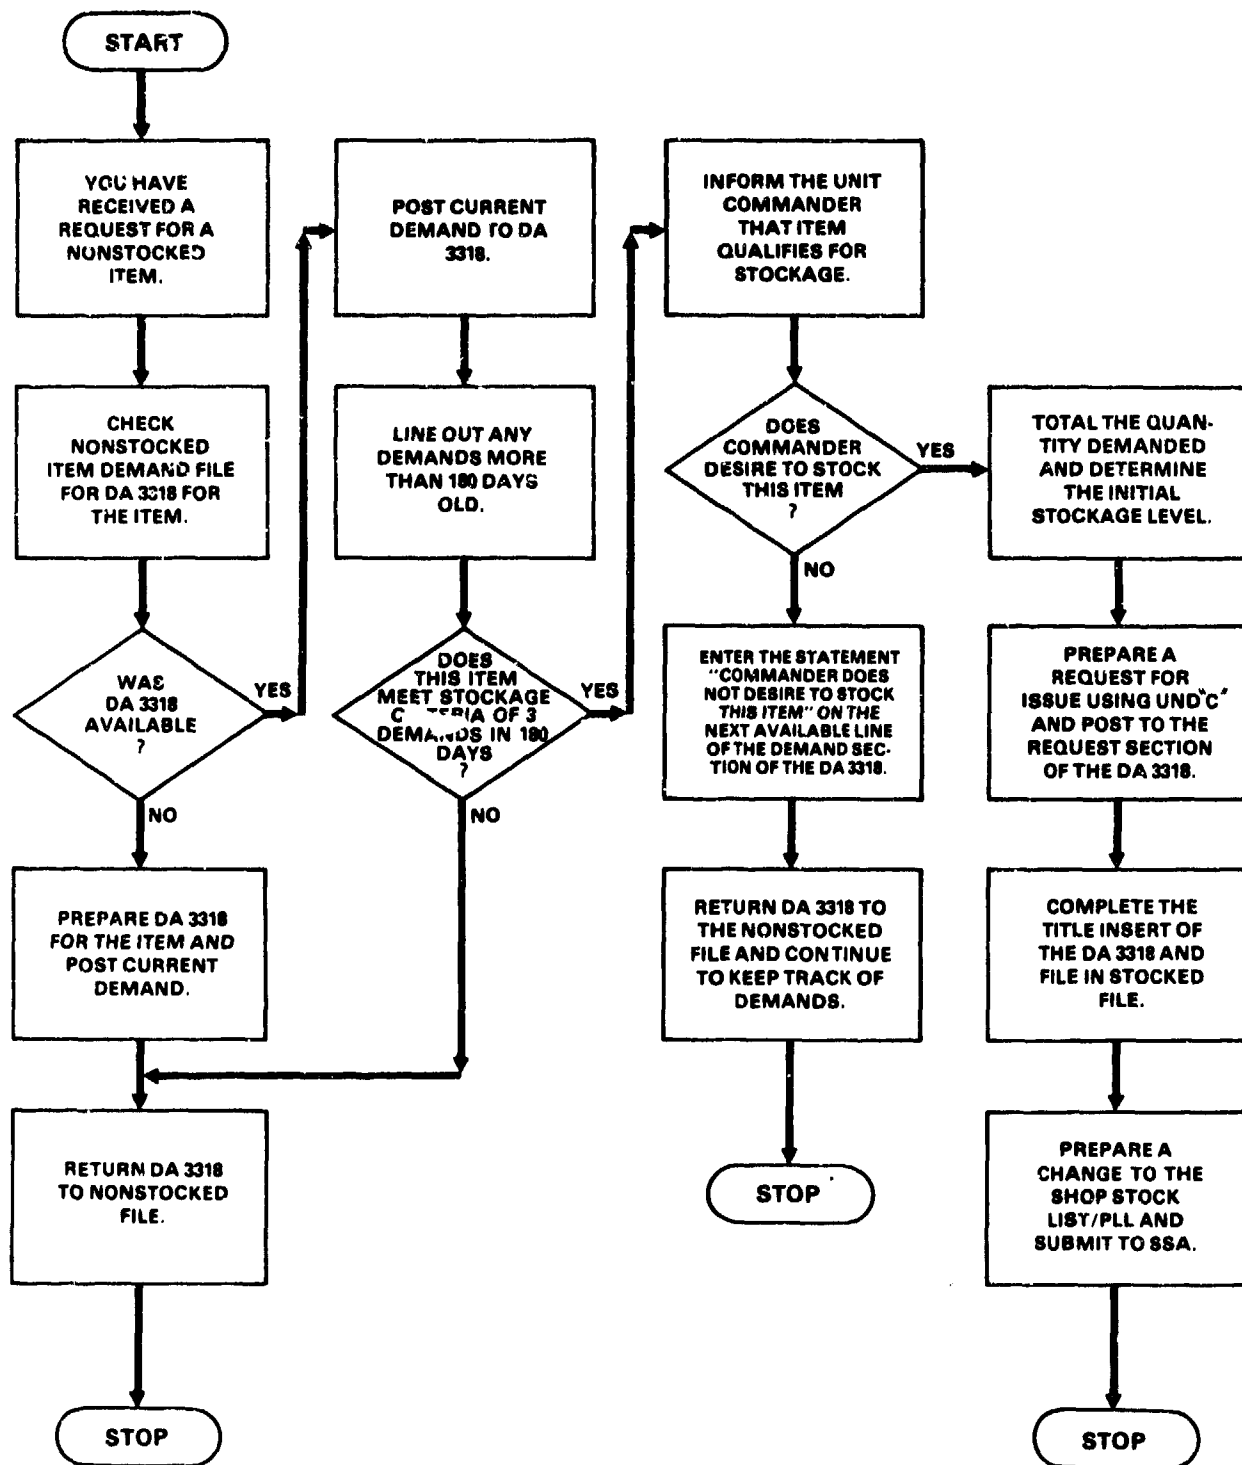 START
YOU HAVE
RECEIVED A
REQUEST FOR A
NONSTOCKED
ITEM.
CHECK
NONSTOCKED
ITEM DEMAND FILE
FOR DA 3318 FOR
THE ITEM.
WAS
DA 3318
AVAILABLE
?
YES
NO
PREPARE DA 3318
FOR THE ITEM AND
POST CURRENT
DEMAND.
RETURN DA 3318
TO NONSTOCKED
FILE.
STOP
POST CURRENT
DEMAND TO DA
3318.
LINE OUT ANY
DEMANDS MORE
THAN 180 DAYS
OLD.
DOES
THIS ITEM
MEET STOCKAGE
OF 3
DEMANDS IN 180
DAYS
?
YES
NO
INFORM THE UNIT
COMMANDER
THAT ITEM
QUALIFIES FOR
STOCKAGE.
DOES
COMMANDER
DESIRE TO STOCK
THIS ITEM
?
YES
NO
ENTER THE STATEMENT
"COMMANDER DOES
NOT DESIRE TO STOCK
THIS ITEM" ON THE
NEXT AVAILABLE LINE
OF THE DEMAND SEC-
TION OF THE DA 3318.
RETURN DA 3318 TO
THE NONSTOCKED
FILE AND CONTINUE
TO KEEP TRACK OF
DEMANDS.
STOP
TOTAL THE QUAN-
TITY DEMANDED
AND DETERMINE
THE INITIAL
STOCKAGE LEVEL.
PREPARE A
REQUEST FOR
ISSUE USING UND "C"
AND POST TO THE
REQUEST SECTION
OF THE DA 3318.
COMPLETE THE
TITLE INSERT OF
THE DA 3318 AND
FILE IN STOCKED
FILE.
PREPARE A
CHANGE TO THE
SHOP STOCK
LIST/PLL AND
SUBMIT TO SSA.
STOP